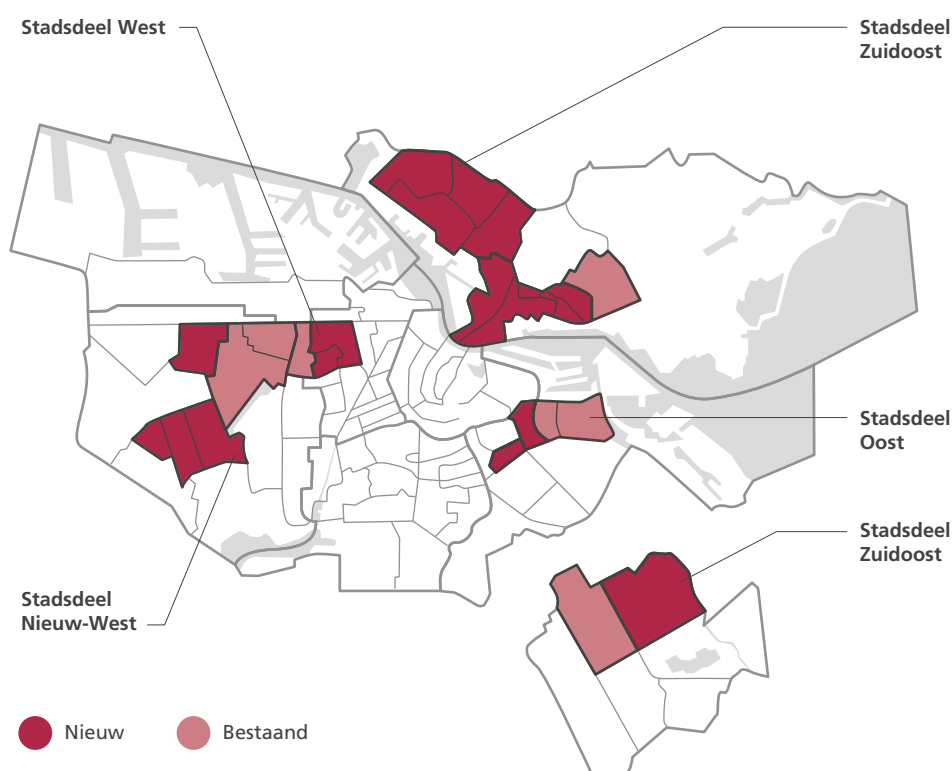 Stadsdeel West
Stadsdeel
Zuidoost
Stadsdeel
Oost
Stadsdeel
Zuidoost
Stadsdeel
Nieuw-West
Nieuw
Bestaand